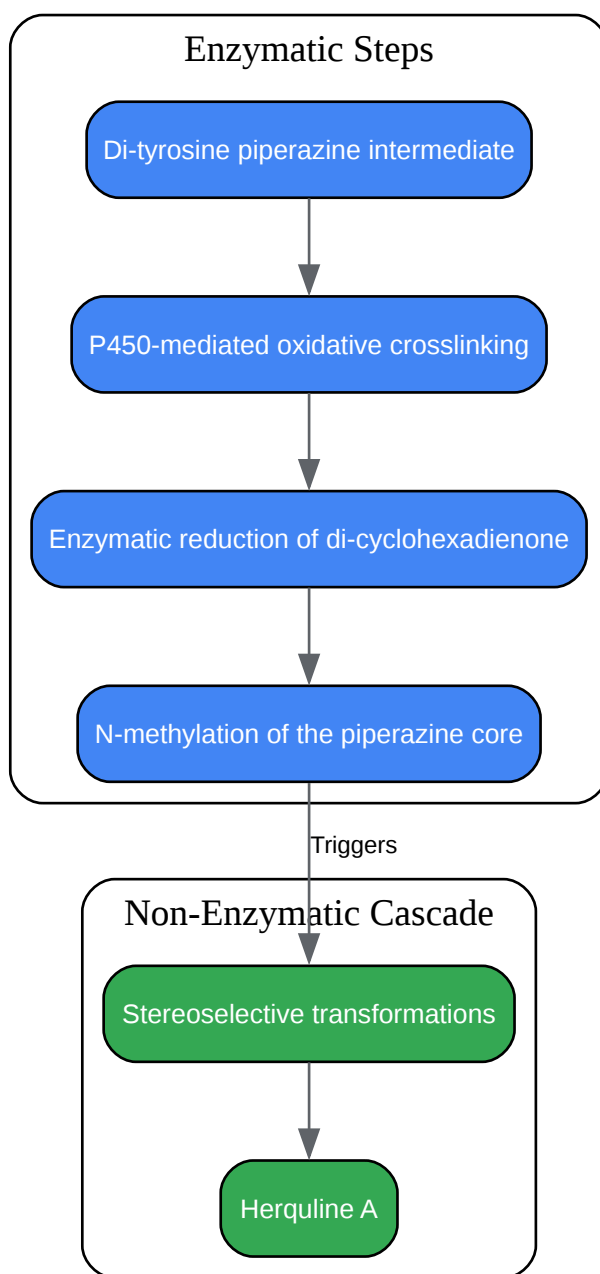 Enzymatic Steps
Di-tyrosine piperazine intermediate
P450-mediated oxidative crosslinking
Enzymatic reduction of di-cyclohexadienone
N-methylation of the piperazine core
Triggers
Non-Enzymatic Cascade
Stereoselective transformations
Herquline A